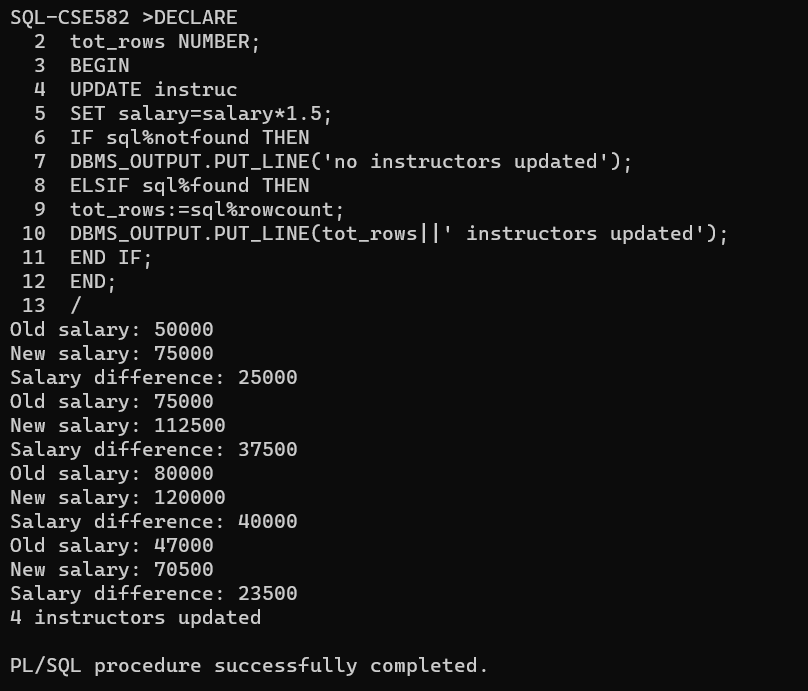 SQL-CSE582 >DECLARE
  2  tot_rows NUMBER;
  3  BEGIN
  4  UPDATE instruc
  5  SET salary=salary*1.5;
  6  IF sql%notfound THEN
  7  DBMS_OUTPUT.PUT_LINE('no instructors updated');
  8  ELSIF sql%found THEN
  9  tot_rows:=sql%rowcount;
 10  DBMS_OUTPUT.PUT_LINE(tot_rows||' instructors updated');
 11  END IF;
 12  END;
 13  /
Old salary: 50000
New salary: 75000
Salary difference: 25000
Old salary: 75000
New salary: 112500
Salary difference: 37500
Old salary: 80000
New salary: 120000
Salary difference: 40000
Old salary: 47000
New salary: 70500
Salary difference: 23500
4 instructors updated

PL/SQL procedure successfully completed.